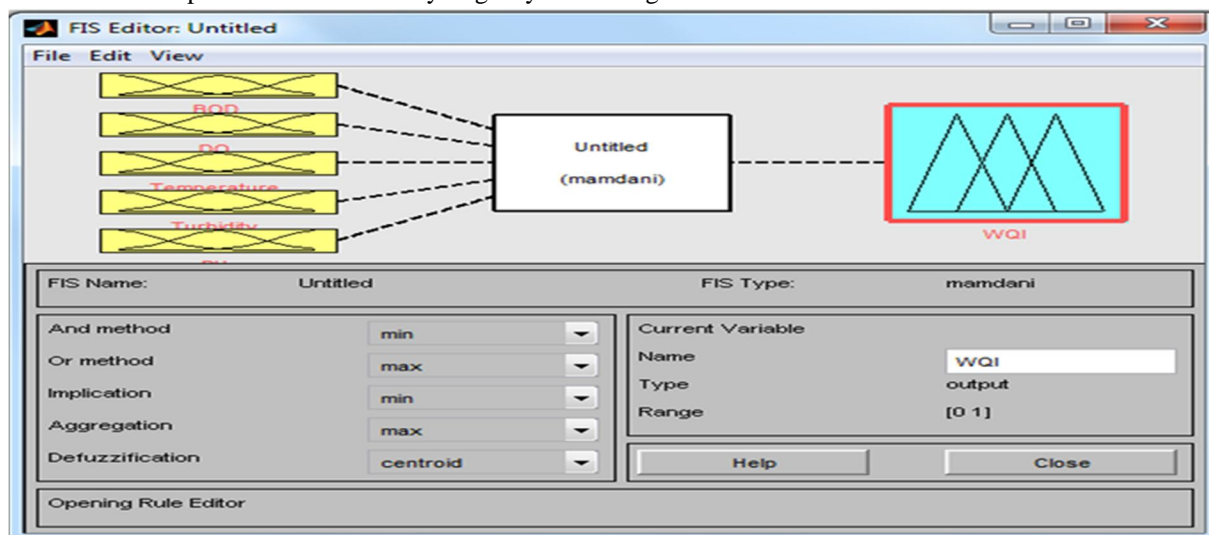 FIS Editor: Untitled
File Edit View
BOD
DO
Temperature
Turbidity
Untitled
(mamdani)
WQI
FIS Name: Untitled FIS Type: mamdani
And method min
Or method max
Implication min
Aggregation max
Defuzzification centroid
Current Variable
Name WQI
Type output
Range [0 1]
Help Close
Opening Rule Editor